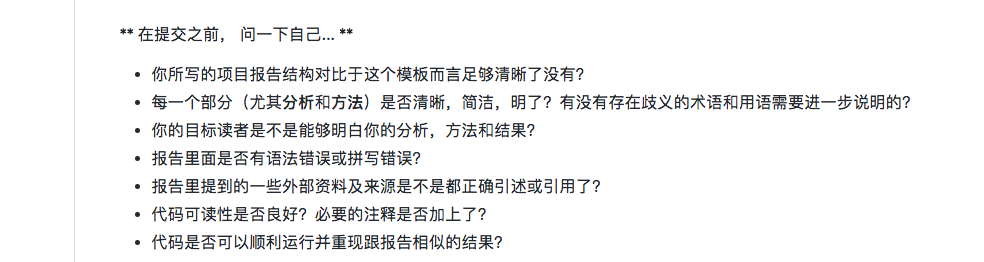 ** 在提交之前， 问一下自己... **
• 你所写的项目报告结构对比于这个模板而言足够清晰了没有？
• 每一个部分（尤其分析和方法）是否清晰，简洁，明了？有没有存在歧义的术语和用语需要进一步说明的？
• 你的目标读者是不是能够明白你的分析，方法和结果？
• 报告里面是否有语法错误或拼写错误？
• 报告里提到的一些外部资料及来源是不是都正确引述或引用了？
• 代码可读性是否良好？必要的注释是否加上了？
• 代码是否可以顺利运行并重现跟报告相似的结果？